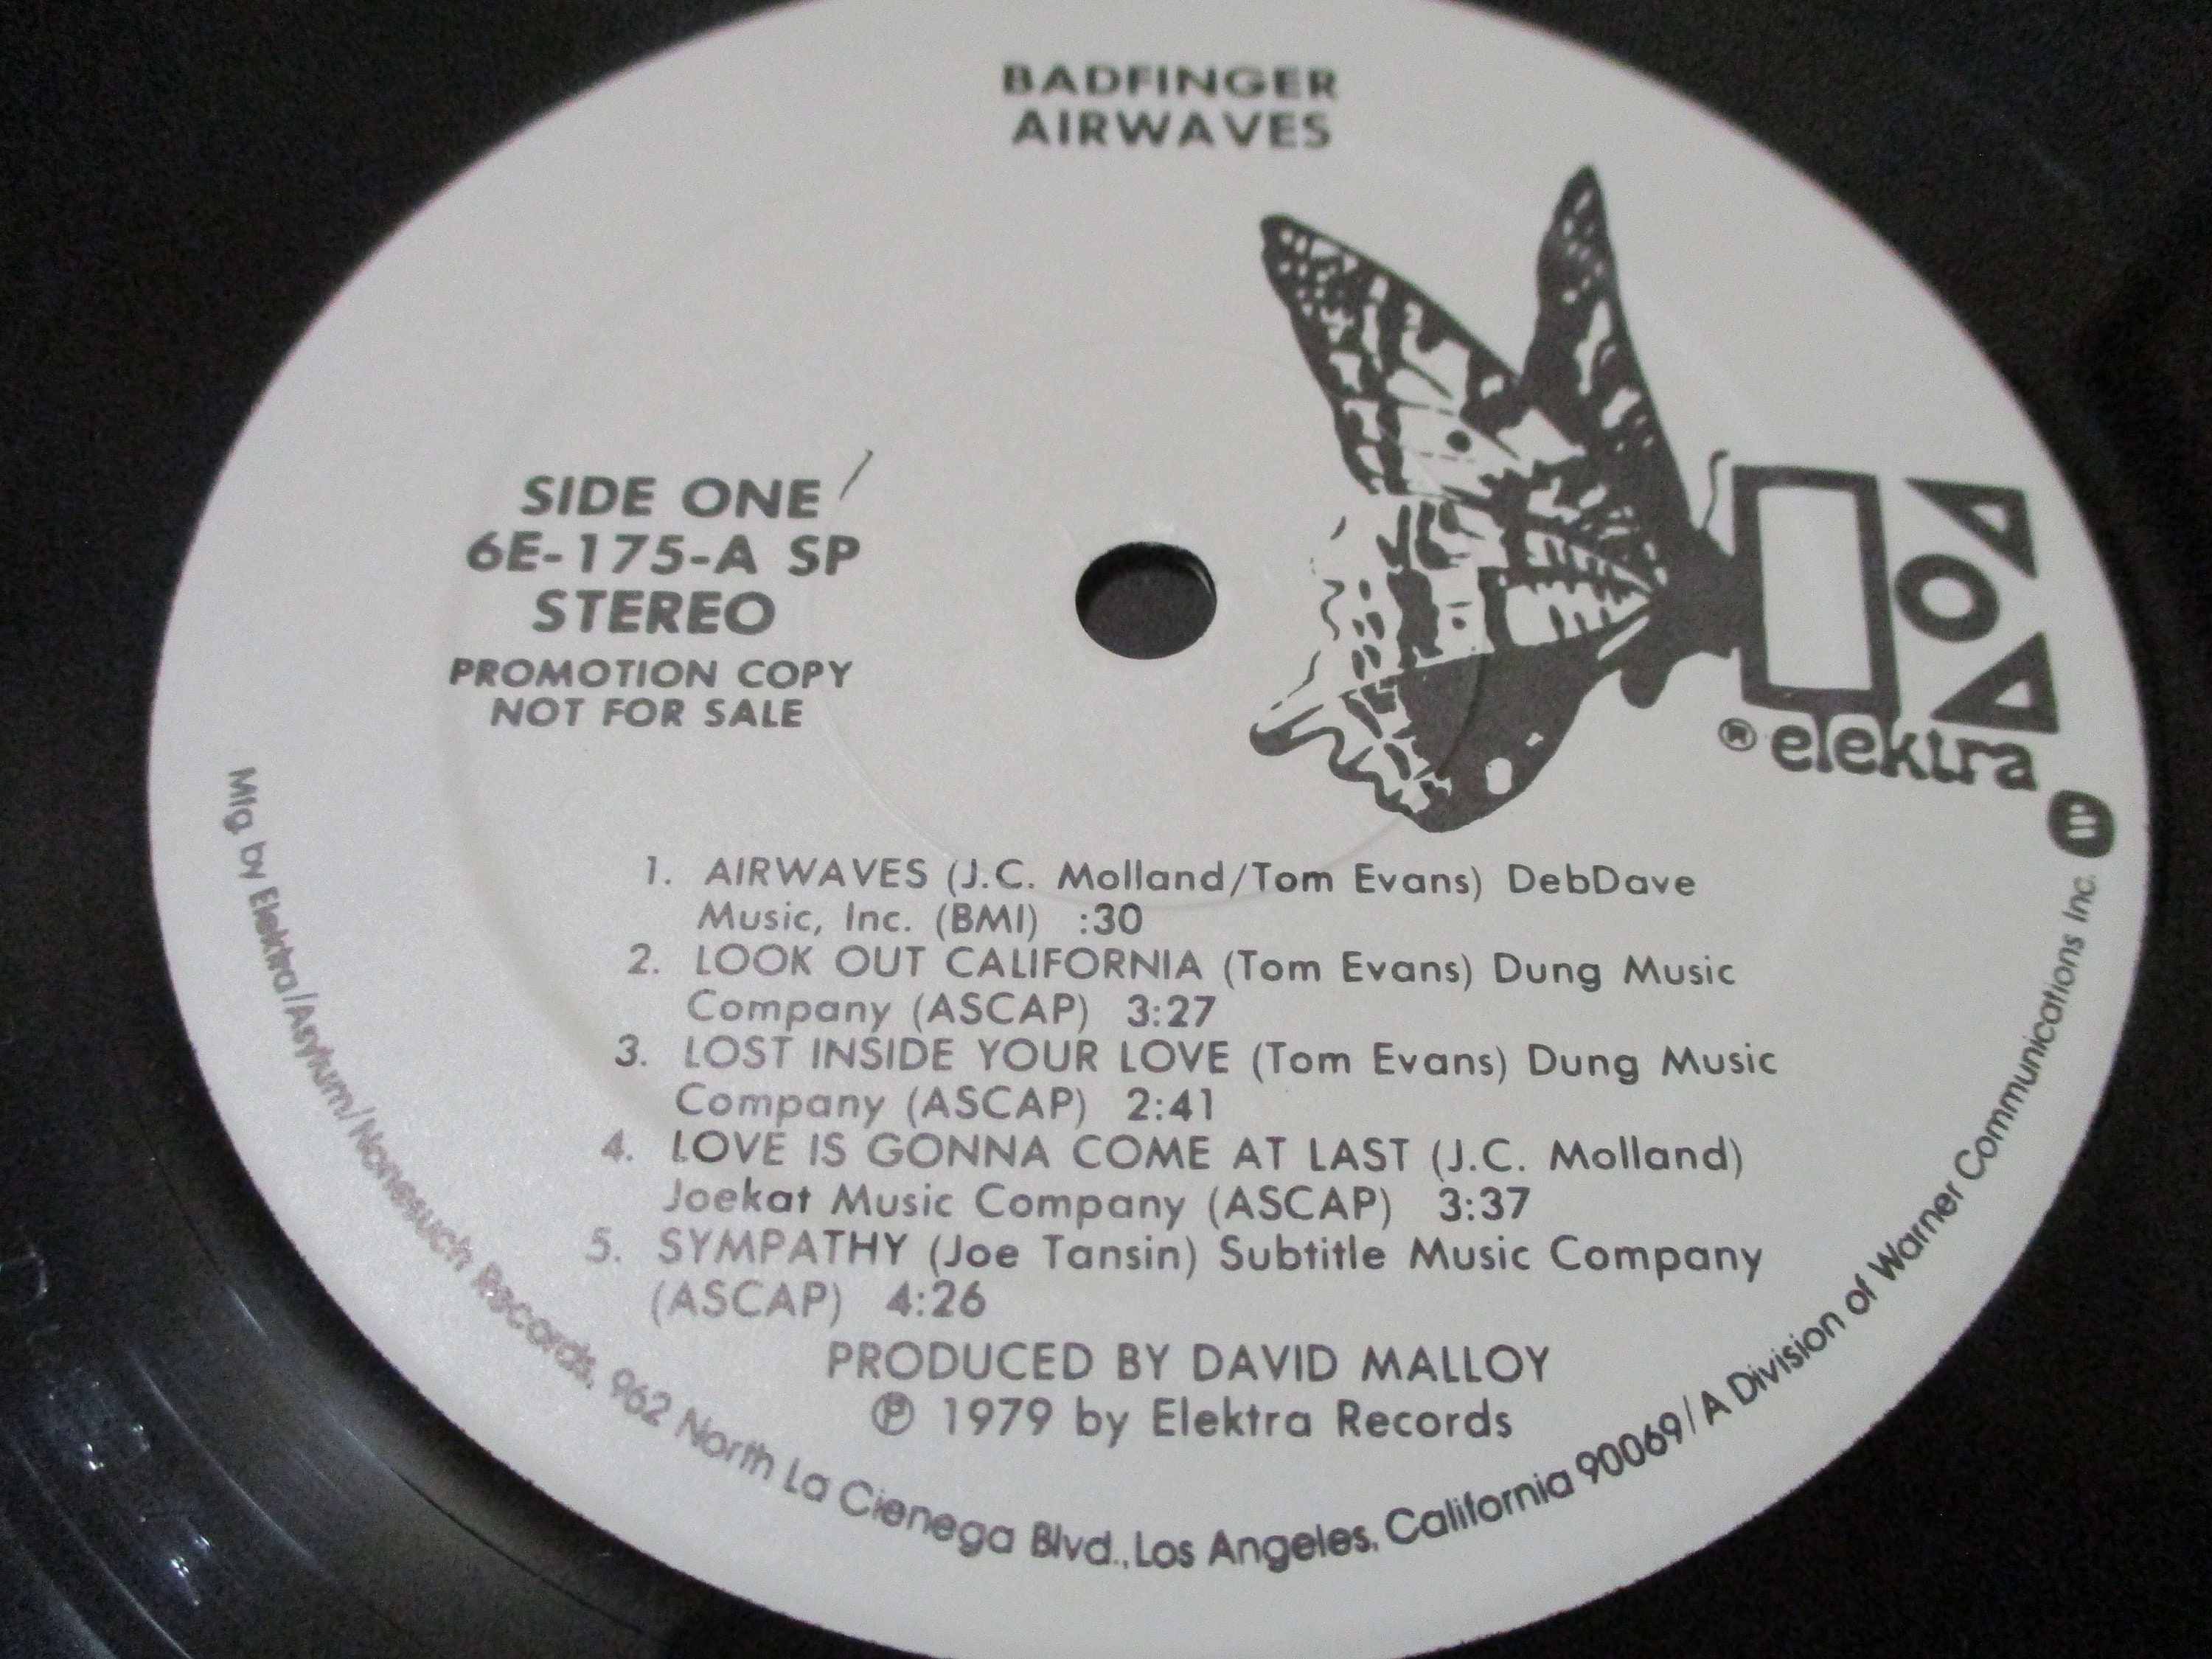 BADFINGER
AIRWAVES
SIDE ONE
6E-175-A SP
STEREO
PROMOTION COPY
NOT FOR SALE
® elektra
1. AIRWAVES (J.C. Molland/Tom Evans) DebDave
Music, Inc. (BMI) :30
2. LOOK OUT CALIFORNIA (Tom Evans) Dung Music
Company (ASCAP) 3:27
3. LOST INSIDE YOUR LOVE (Tom Evans) Dung Music
Company (ASCAP) 2:41
4. LOVE IS GONNA COME AT LAST (J.C. Molland)
Joekat Music Company (ASCAP) 3:37
5. SYMPATHY (Joe Tansin) Subtitle Music Company
(ASCAP) 4:26
PRODUCED BY DAVID MALLOY
℗ 1979 by Elektra Records
Mfg. by Elektra/Asylum/Nonesuch Records, 962 North La Cienega Blvd., Los Angeles, California 90069/A Division of Warner Communications Inc.